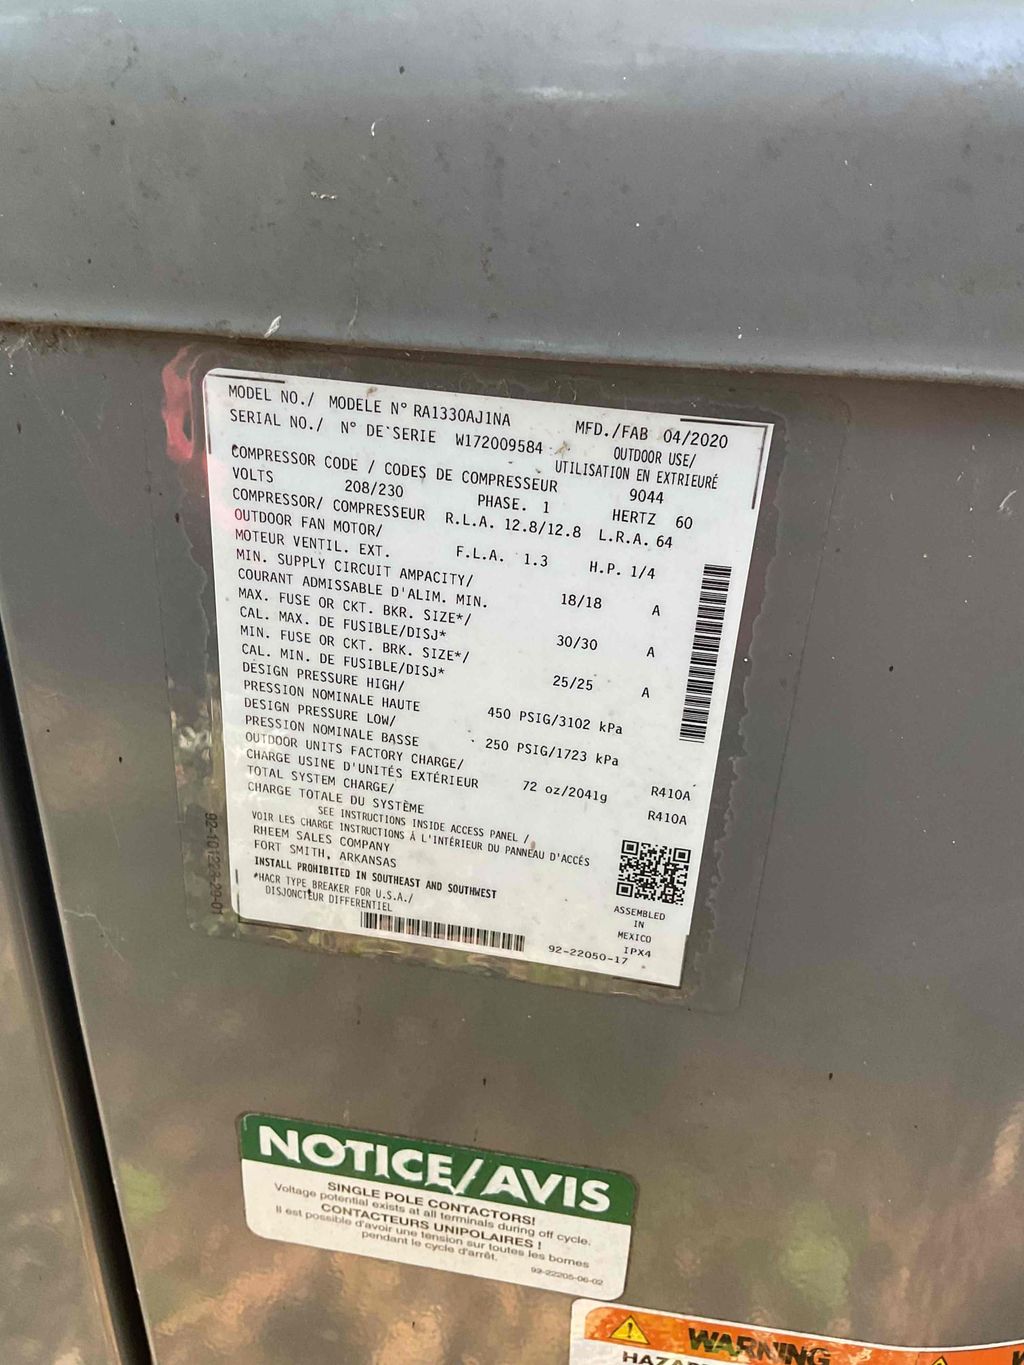 MODEL NO./ MODELE N° RA1330AJ1NA MFD./FAB 04/2020
SERIAL NO./ N° DE SERIE W172009584 OUTDOOR USE/
UTILISATION EN EXTRIEURÉ
COMPRESSOR CODE / CODES DE COMPRESSEUR 9044
VOLTS 208/230 PHASE. 1 HERTZ 60
COMPRESSOR/ COMPRESSEUR R.L.A. 12.8/12.8 L.R.A. 64
OUTDOOR FAN MOTOR/
MOTEUR VENTIL. EXT. F.L.A. 1.3 H.P. 1/4
MIN. SUPPLY CIRCUIT AMPACITY/
COURANT ADMISSABLE D'ALIM. MIN. 18/18 A
MAX. FUSE OR CKT. BKR. SIZE*/
CAL. MAX. DE FUSIBLE/DISJ* 30/30 A
MIN. FUSE OR CKT. BRK. SIZE*/
CAL. MIN. DE FUSIBLE/DISJ* 25/25 A
DESIGN PRESSURE HIGH/
PRESSION NOMINALE HAUTE 450 PSIG/3102 kPa
DESIGN PRESSURE LOW/
PRESSION NOMINALE BASSE 250 PSIG/1723 kPa
OUTDOOR UNITS FACTORY CHARGE/
CHARGE USINE D'UNITÉS EXTÉRIEUR 72 oz/2041g R410A
TOTAL SYSTEM CHARGE/ R410A
CHARGE TOTALE DU SYSTÈME
SEE INSTRUCTIONS INSIDE ACCESS PANEL /
VOIR LES CHARGE INSTRUCTIONS À L'INTÉRIEUR DU PANNEAU D'ACCÉS
RHEEM SALES COMPANY
FORT SMITH, ARKANSAS
INSTALL PROHIBITED IN SOUTHEAST AND SOUTHWEST
*HACR TYPE BREAKER FOR U.S.A./
DISJONCTEUR DIFFERENTIEL
ASSEMBLED
IN
MEXICO
IPX4
92-22050-17
NOTICE/AVIS
SINGLE POLE CONTACTORS!
Voltage potential exists at all terminals during off cycle.
CONTACTEURS UNIPOLAIRES !
Il est possible d'avoir une tension sur toutes les bornes
pendant le cycle d'arrêt.
92-22205-06-02
WARNING